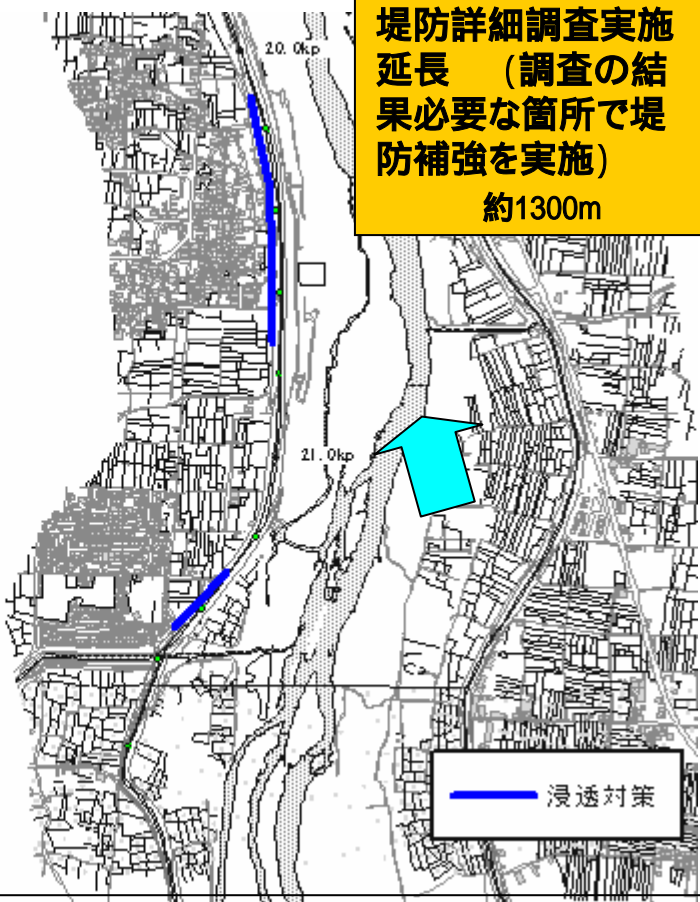 堤防詳細調査実施
延長 (調査の結
果必要な箇所で堤
防補強を実施)
約1300m
20.0kp
21.0kp
浸透対策